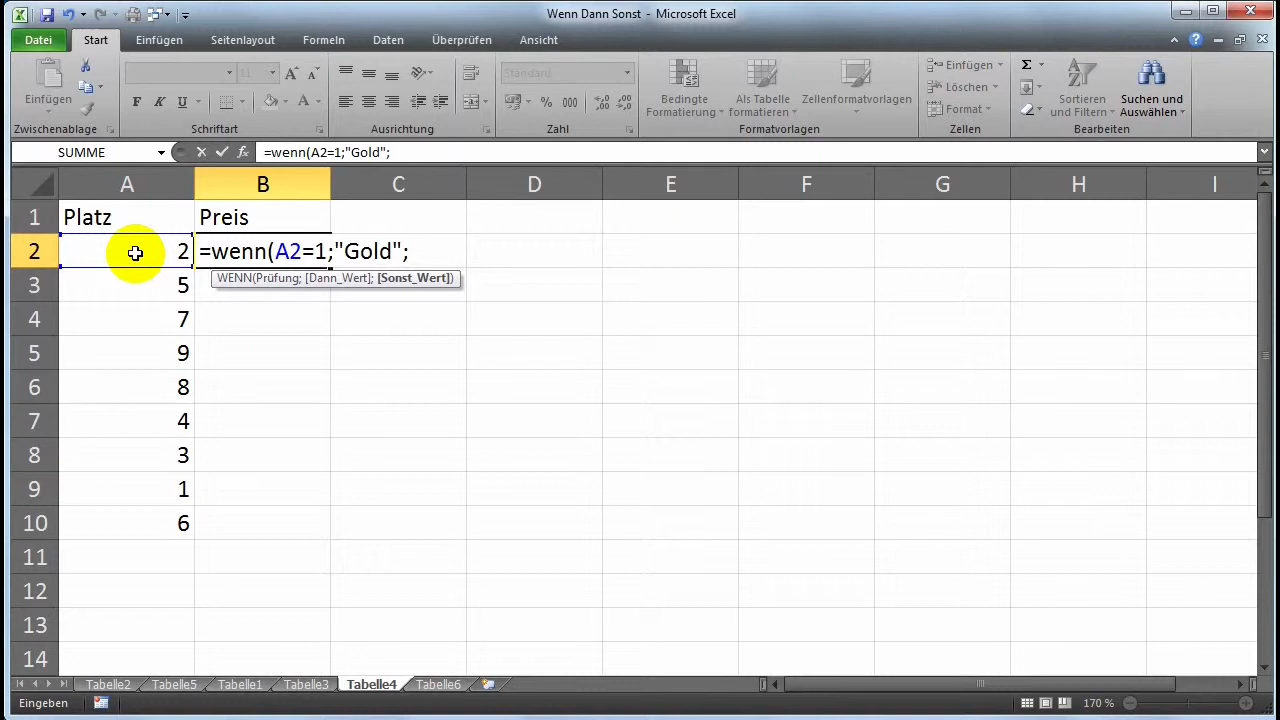 Wenn Dann Sonst - Microsoft Excel
Datei Start Einfügen Seitenlayout Formeln Daten Überprüfen Ansicht
Einfügen
Zwischenablage
11
F K U
Schriftart
Ausrichtung
Standard
% 000
Zahl
Bedingte Formatierung
Als Tabelle formatieren
Zellenformatvorlagen
Formatvorlagen
Einfügen
Löschen
Format
Zellen
Σ
Sortieren und Filtern
Suchen und Auswählen
Bearbeiten
SUMME fx =wenn(A2=1;"Gold";
A B C D E F G H I
1 Platz Preis
2 2 =wenn(A2=1;"Gold";
WENN(Prüfung; [Dann_Wert]; [Sonst_Wert])
3 5
4 7
5 9
6 8
7 4
8 3
9 1
10 6
11
12
13
14
Tabelle2 Tabelle5 Tabelle1 Tabelle3 Tabelle4 Tabelle6
Eingeben 170 %